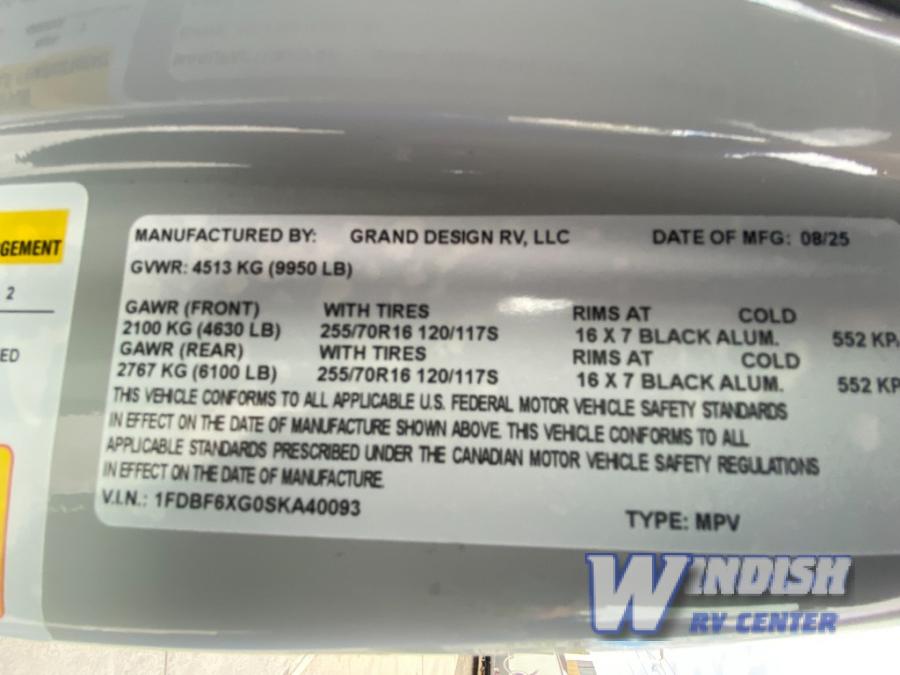 GEMENT
2
ED
MANUFACTURED BY: GRAND DESIGN RV, LLC DATE OF MFG: 08/25
GVWR: 4513 KG (9950 LB)
GAWR (FRONT) WITH TIRES RIMS AT COLD
2100 KG (4630 LB) 255/70R16 120/117S 16 X 7 BLACK ALUM. 552 KPA
GAWR (REAR) WITH TIRES RIMS AT COLD
2767 KG (6100 LB) 255/70R16 120/117S 16 X 7 BLACK ALUM. 552 KP
THIS VEHICLE CONFORMS TO ALL APPLICABLE U.S. FEDERAL MOTOR VEHICLE SAFETY STANDARDS
IN EFFECT ON THE DATE OF MANUFACTURE SHOWN ABOVE. THIS VEHICLE CONFORMS TO ALL
APPLICABLE STANDARDS PRESCRIBED UNDER THE CANADIAN MOTOR VEHICLE SAFETY REGULATIONS
IN EFFECT ON THE DATE OF MANUFACTURE.
V.I.N.: 1FDBF6XG0SKA40093 TYPE: MPV
WINDISH
RV CENTER